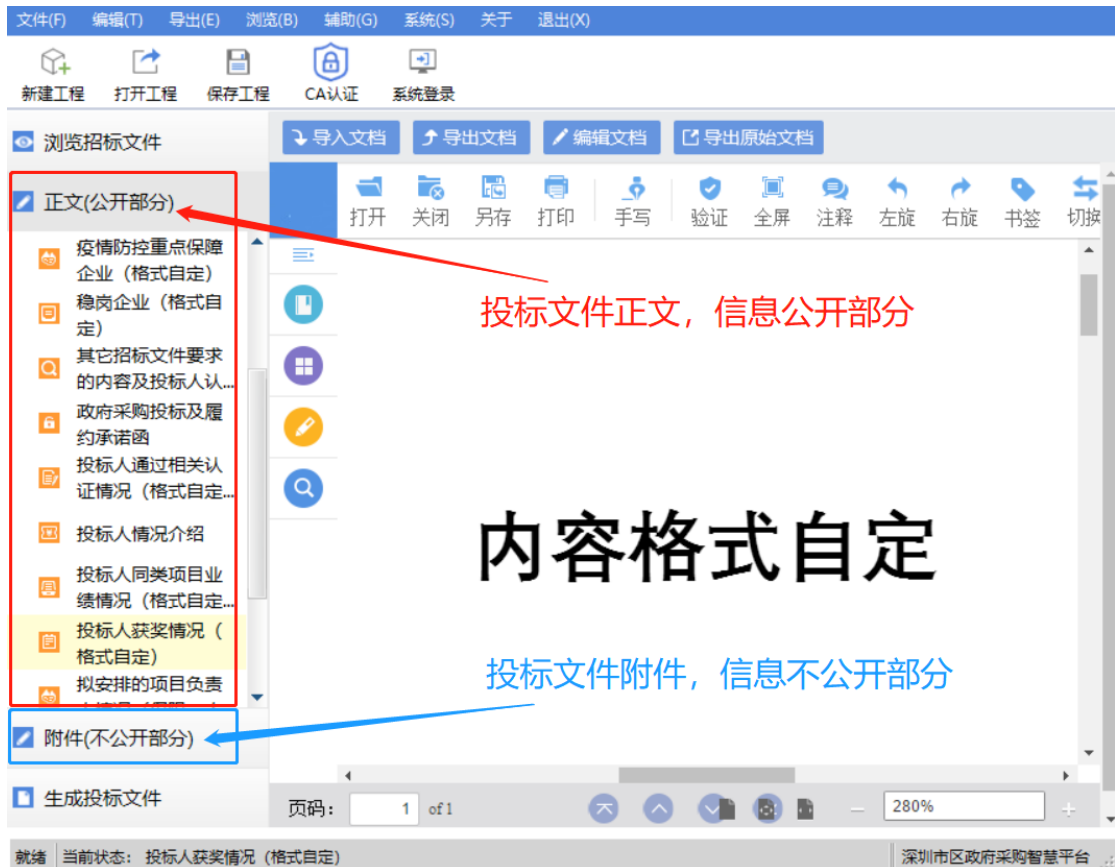 文件(F) 编辑(T) 导出(E) 浏览(B) 辅助(G) 系统(S) 关于 退出(X)
新建工程 打开工程 保存工程 CA认证 系统登录
浏览招标文件
导入文档 导出文档 编辑文档 导出原始文档
正文(公开部分)
打开 关闭 另存 打印 手写 验证 全屏 注释 左旋 右旋 书签 切换
疫情防控重点保障
企业（格式自定）
稳岗企业（格式自
定）
其它招标文件要求
的内容及投标人认...
政府采购投标及履
约承诺函
投标人通过相关认
证情况（格式自定...
投标人情况介绍
投标人同类项目业
绩情况（格式自定...
投标人获奖情况（
格式自定）
拟安排的项目负责
投标文件正文，信息公开部分
内容格式自定
投标文件附件，信息不公开部分
附件(不公开部分)
生成投标文件
页码： 1 of 1 280%
就绪 当前状态： 投标人获奖情况（格式自定） 深圳市区政府采购智慧平台